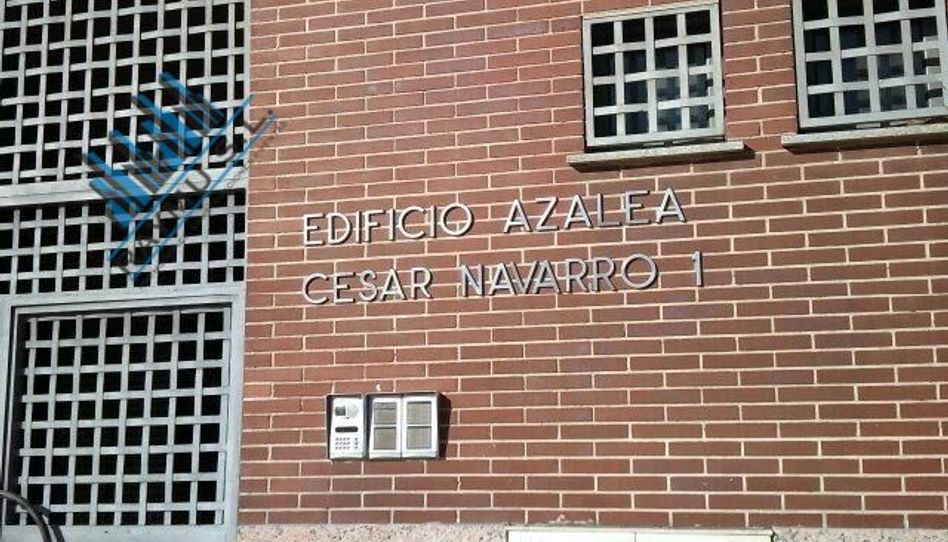 EDIFICIO AZALEA
CESAR NAVARRO 1